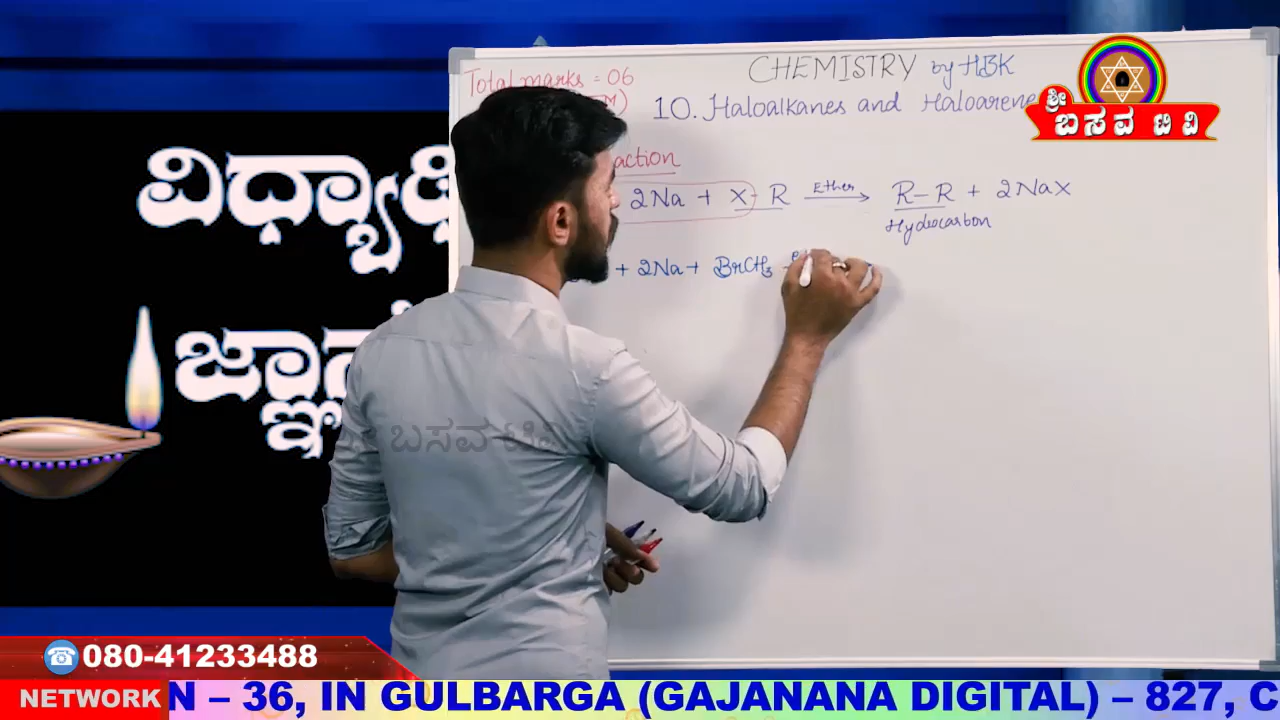 CHEMISTRY by HBK
Total marks = 06
10. Haloalkanes and Haloarene
action
2Na + X - R Ether → R - R + 2NaX
Hydrocarbon
+ 2Na + BrCH₃
ಶ್ರೀ
ಬಸವ ಟಿ ವಿ
ಬಸವ ಟಿವಿ
080-41233488
NETWORK
N – 36, IN GULBARGA (GAJANANA DIGITAL) – 827, C